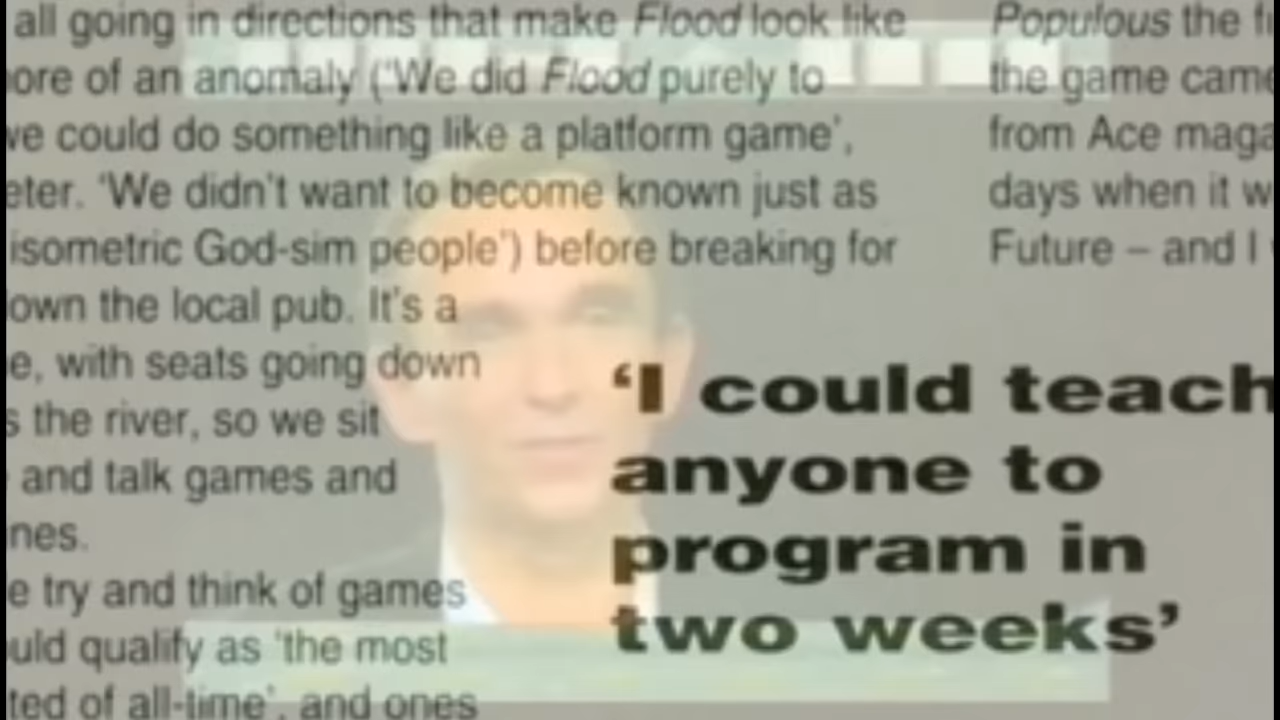 all going in directions that make Flood look like
ore of an anomaly (‘We did Flood purely to
we could do something like a platform game’,
eter. ‘We didn’t want to become known just as
isometric God-sim people’) before breaking for
own the local pub. It’s a
e, with seats going down
s the river, so we sit
and talk games and
nes.
e try and think of games
uld qualify as ‘the most
ted of all-time’, and ones
Populous the
the game came
from Ace maga
days when it w
Future – and I
‘I could teach
anyone to
program in
two weeks’